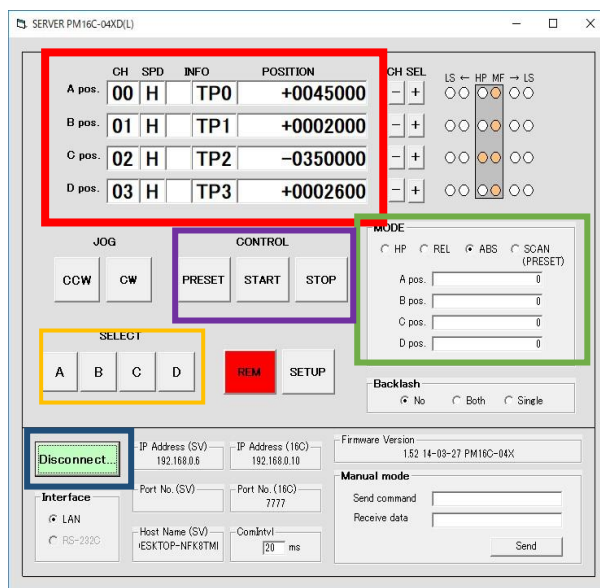 SERVER PM16C-04XD(L)
CH SPD INFO POSITION CH SEL LS ← HP MF → LS
A pos. 00 H TP0 +0045000 - +
B pos. 01 H TP1 +0002000 - +
C pos. 02 H TP2 -0350000 - +
D pos. 03 H TP3 +0002600 - +
JOG CONTROL MODE
HP REL ABS SCAN
(PRESET)
CCW CW PRESET START STOP
A pos. 0
B pos. 0
C pos. 0
D pos. 0
SELECT
A B C D REM SETUP
Backlash
No Both Single
Disconnect...
IP Address (SV) IP Address (16C) Firmware Version
192.168.0.6 192.168.0.10 1.52 14-03-27 PM16C-04X
Interface
LAN
RS-232C
Port No. (SV) Port No. (16C)
7777
Host Name (SV) ComIntvl
ESKTOP-NFK8TMI 20 ms
Manual mode
Send command
Receive data
Send